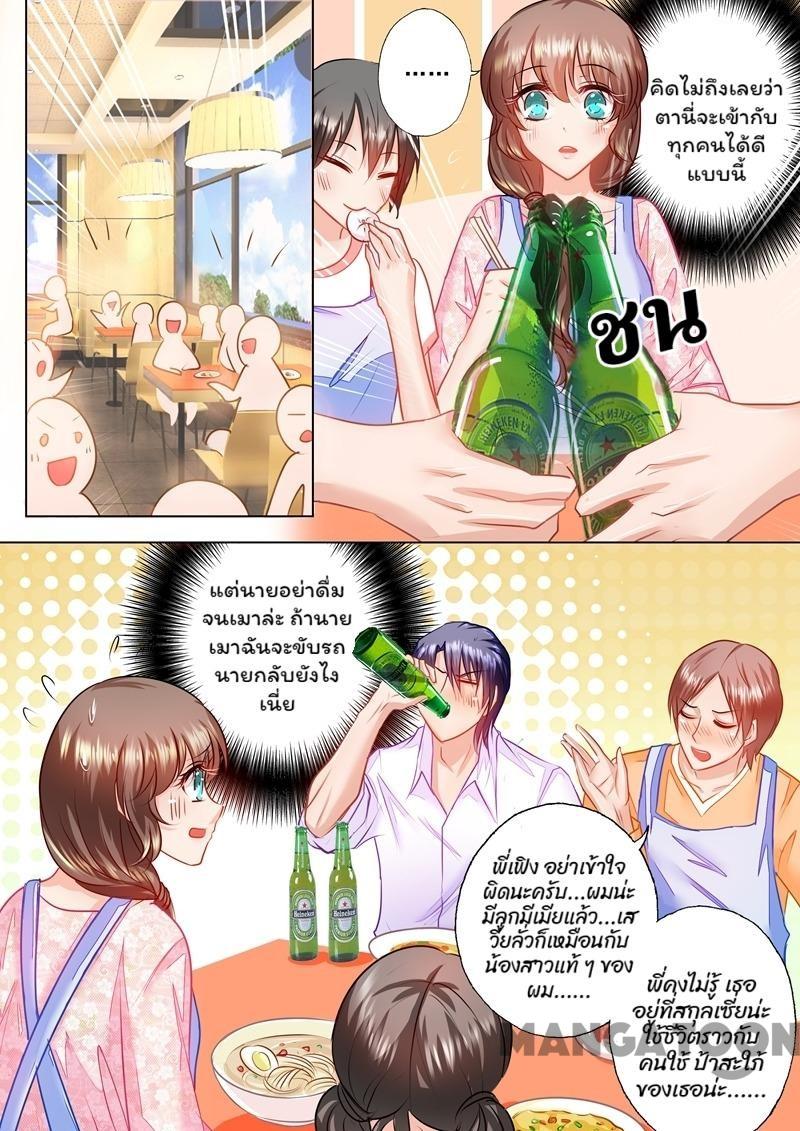 ......
คิดไม่ถึงเลยว่า
ตานี่จะเข้ากับ
ทุกคนได้ดี
แบบนี้
ชน
HEINEKEN LA
HEINEKEN
แต่นายอย่าดื่ม
จนเมาล่ะ ถ้านาย
เมาฉันจะขับรถ
นายกลับยังไง
เนี่ย
Heineken
Heineken
พี่เฟิง อย่าเข้าใจ
ผิดนะครับ...ผมน่ะ
มีลูกมีเมียแล้ว...เส
วียลั่วก็เหมือนกับ
น้องสาวแท้ ๆ ของ
ผม......
พี่คงไม่รู้ เธอ
อยู่ที่สกุลเซี่ยน่ะ
ใช้ชีวิตราวกับ
คนใช้ ป้าสะใภ้
ของเธอน่ะ......
MANGATOON